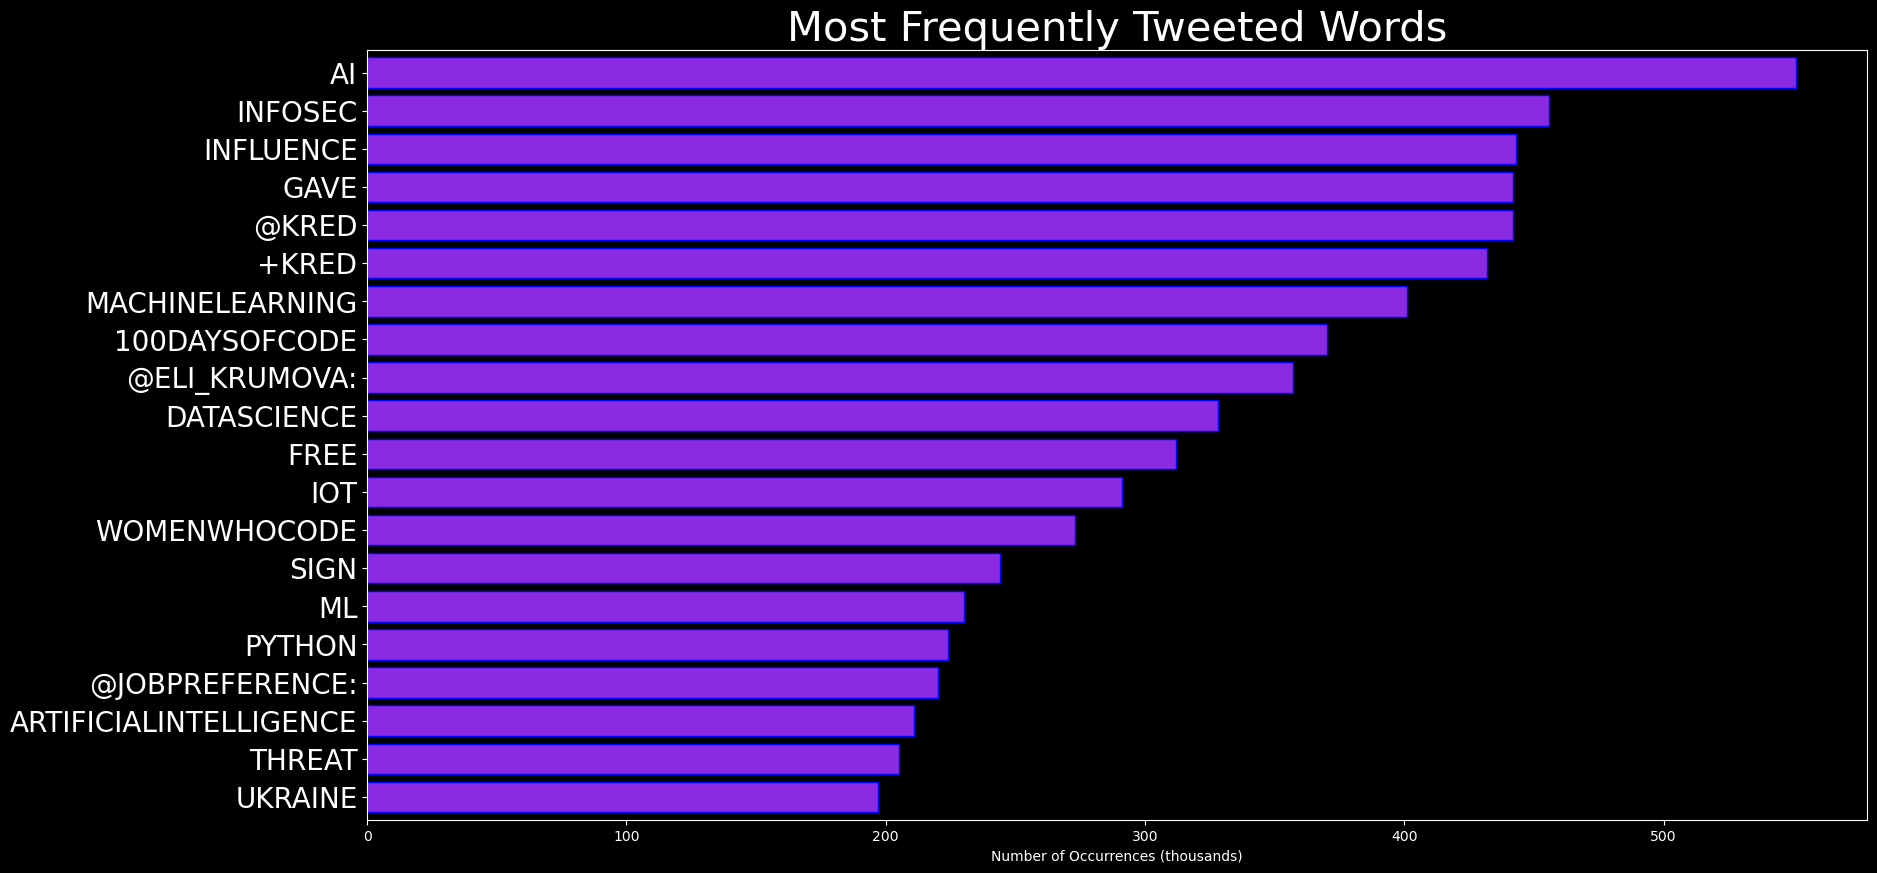 Most Frequently Tweeted Words
AI
INFOSEC
INFLUENCE
GAVE
@KRED
+KRED
MACHINELEARNING
100DAYSOFCODE
@ELI_KRUMOVA:
DATASCIENCE
FREE
IOT
WOMENWHOCODE
SIGN
ML
PYTHON
@JOBPREFERENCE:
ARTIFICIALINTELLIGENCE
THREAT
UKRAINE
0 100 200 300 400 500
Number of Occurrences (thousands)